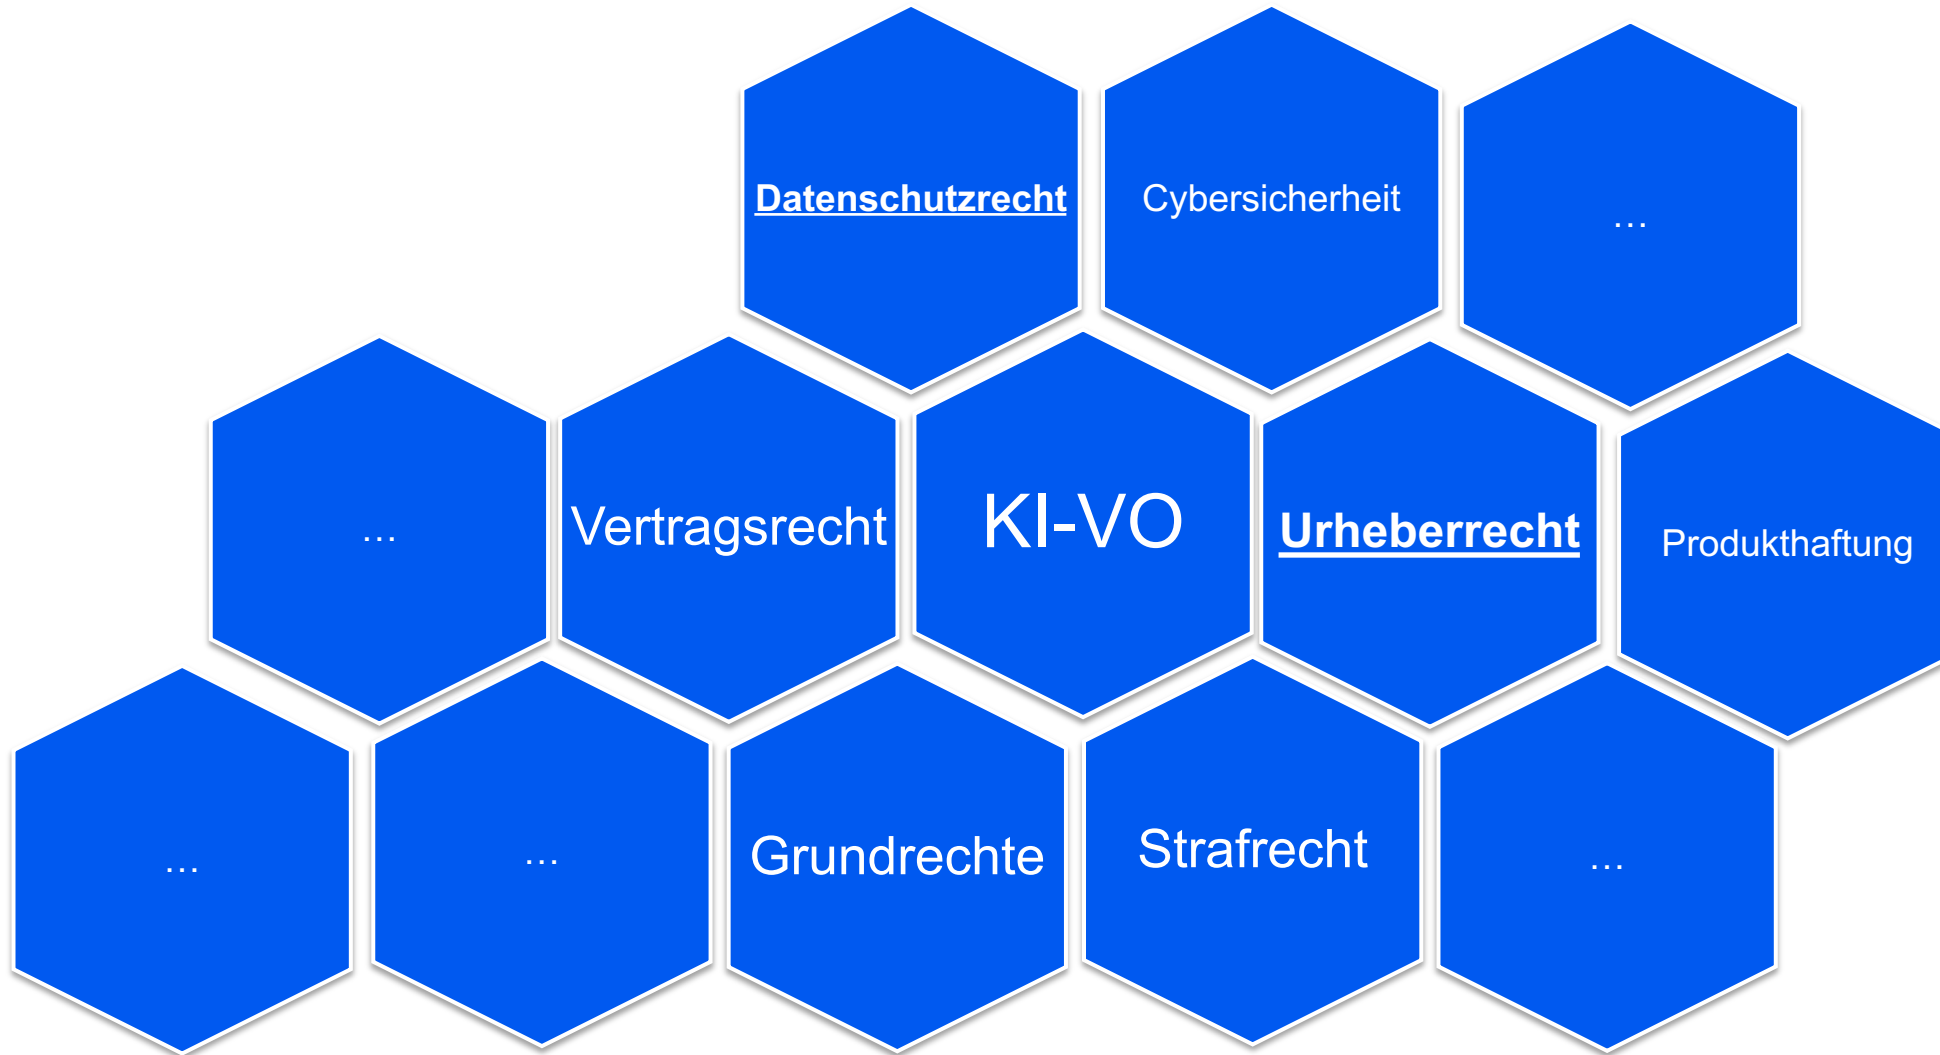 Datenschutzrecht
Cybersicherheit
…
…
Vertragsrecht
KI-VO
Urheberrecht
Produkthaftung
…
…
Grundrechte
Strafrecht
…